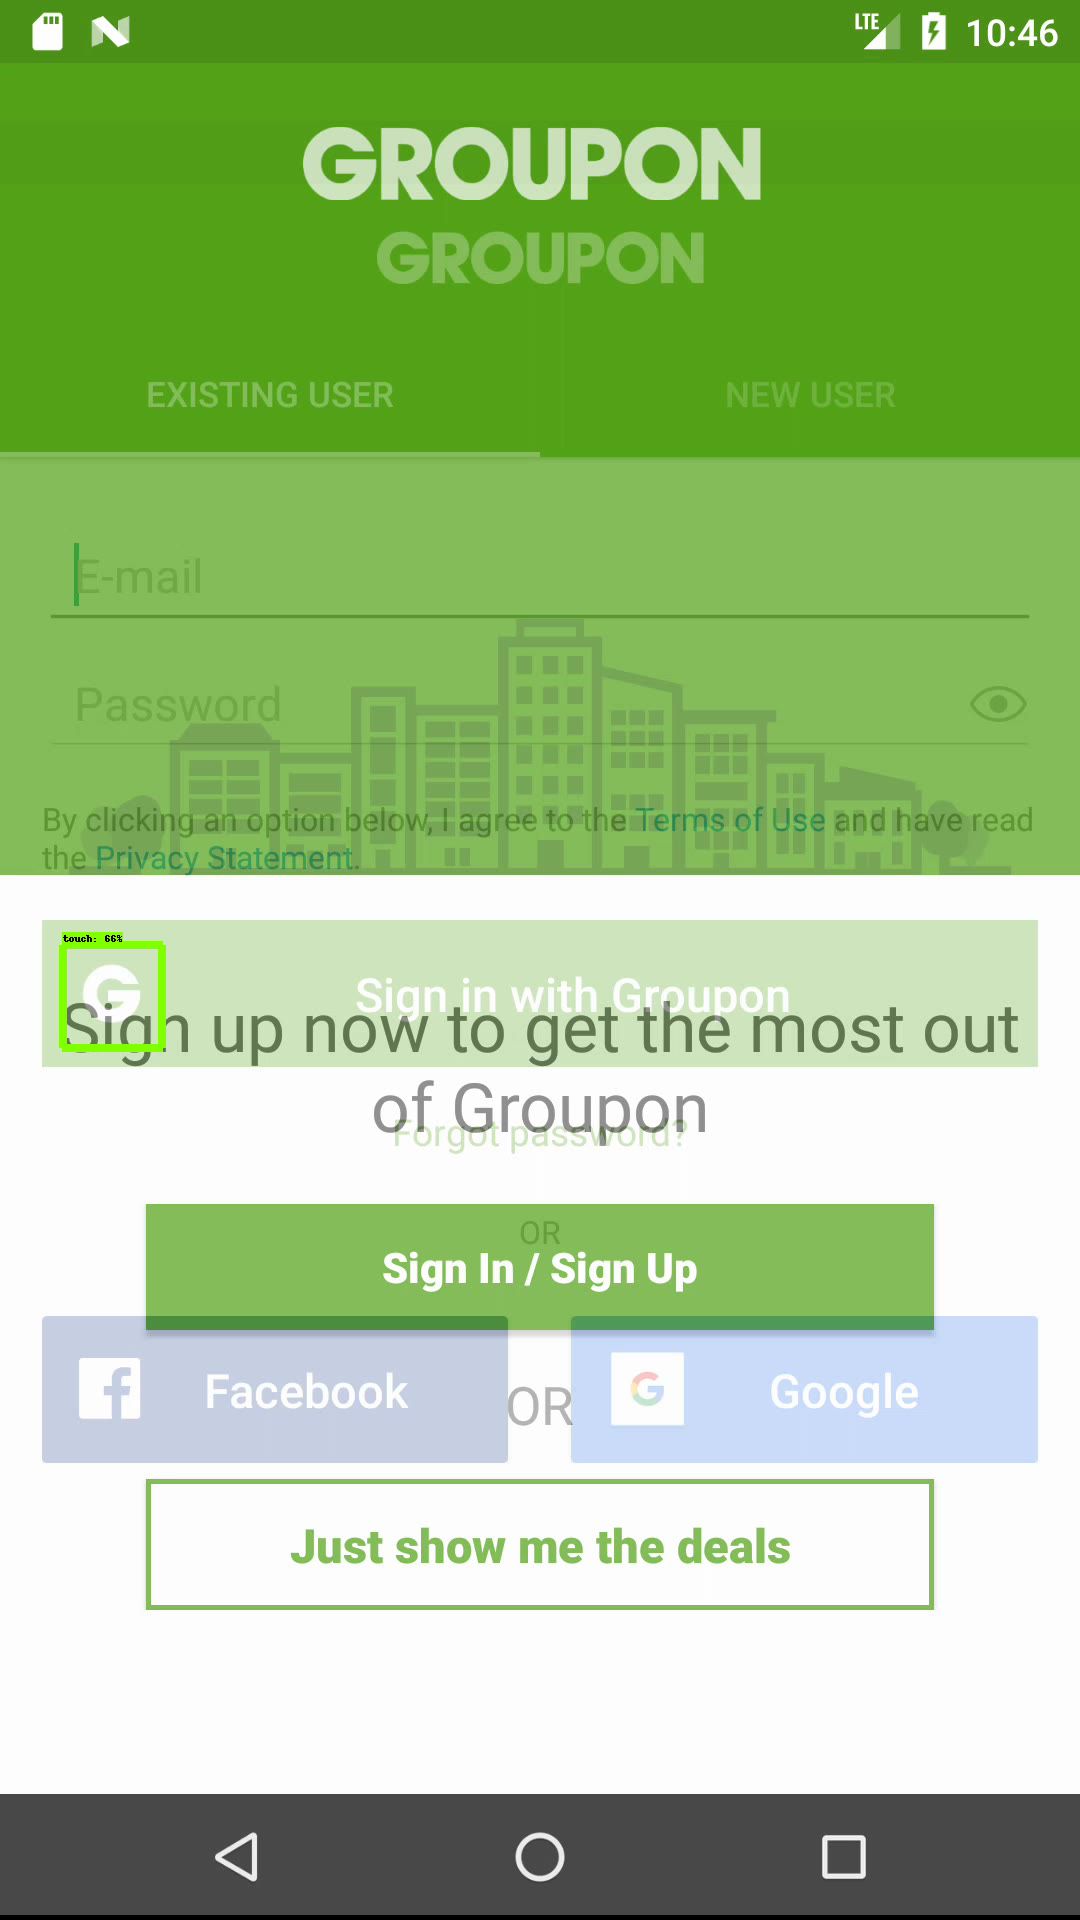 LTE 10:46
GROUPON
GROUPON
EXISTING USER NEW USER
E-mail
Password
By clicking an option below, I agree to the Terms of Use and have read
the Privacy Statement.
touch: 66%
Sign in with Groupon
Sign up now to get the most out
of Groupon
Forgot password?
OR
Sign In / Sign Up
Facebook
Google
OR
Just show me the deals